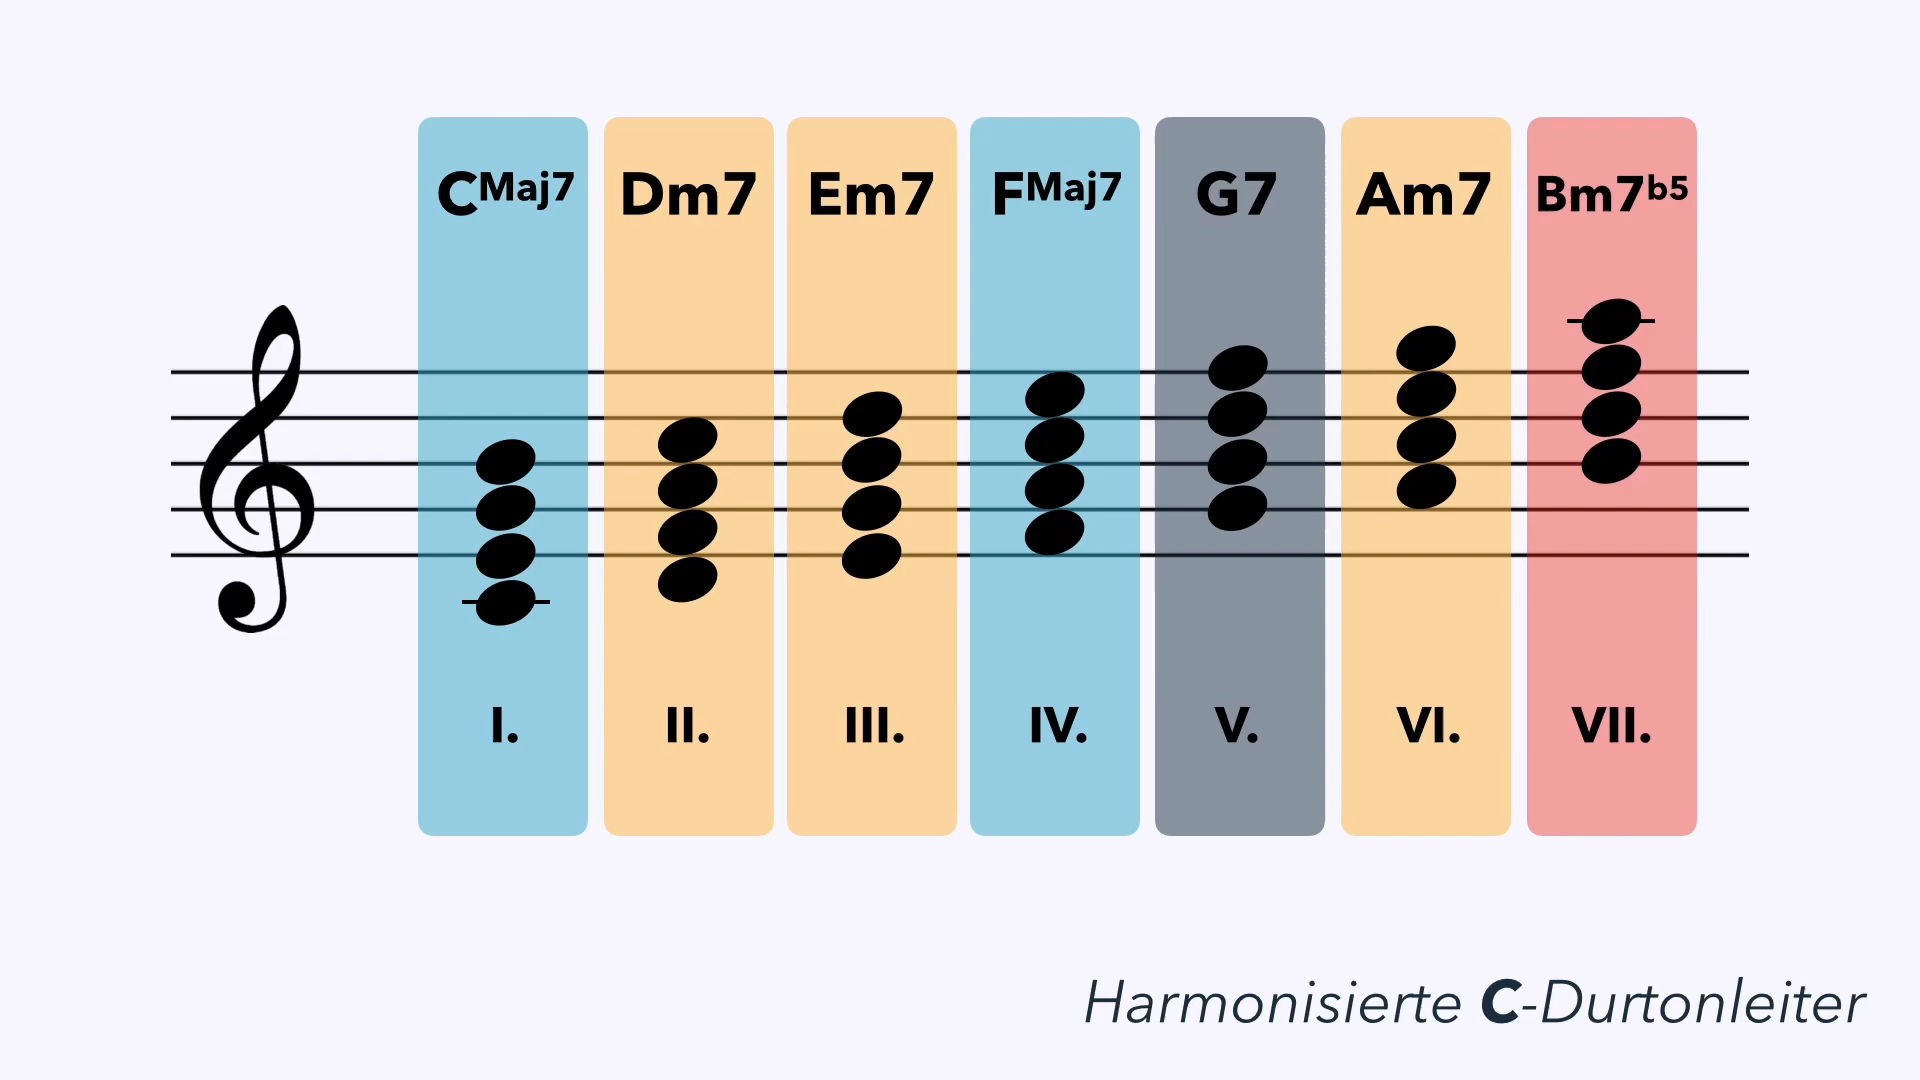 CMaj7 Dm7 Em7 FMaj7 G7 Am7 Bm7b5
I. II. III. IV. V. VI. VII.
Harmonisierte C-Durtonleiter